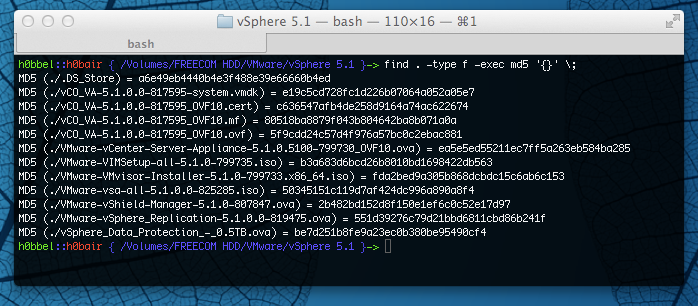 vSphere 5.1 — bash — 110×16 — ⌘1
bash
h0bbel::h0bair { /Volumes/FREECOM HDD/VMware/vSphere 5.1 }-> find . -type f -exec md5 '{}' \;
MD5 (./.DS_Store) = a6e49eb4440b4e3f488e39e66660b4ed
MD5 (./vCO_VA-5.1.0.0-817595-system.vmdk) = e19c5cd728fc1d226b07064a052a05e7
MD5 (./vCO_VA-5.1.0.0-817595_OVF10.cert) = c636547afb4de258d9164a74ac622674
MD5 (./vCO_VA-5.1.0.0-817595_OVF10.mf) = 80518ba8879f043b804642ba8b071a0a
MD5 (./vCO_VA-5.1.0.0-817595_OVF10.ovf) = 5f9cdd24c57d4f976a57bc0c2ebac881
MD5 (./VMware-vCenter-Server-Appliance-5.1.0.5100-799730_OVF10.ova) = ea5e5ed55211ec7ff5a263eb584ba285
MD5 (./VMware-VIMSetup-all-5.1.0-799735.iso) = b3a683d6bcd26b8010bd1698422db563
MD5 (./VMware-VMvisor-Installer-5.1.0-799733.x86_64.iso) = fda2bed9a305b868dcbdc15c6ab6c153
MD5 (./VMware-vsa-all-5.1.0.0-825285.iso) = 50345151c119d7af424dc996a890a8f4
MD5 (./VMware-vShield-Manager-5.1.0-807847.ova) = 2b482bd152d8f150e1ef6c0c52e17d97
MD5 (./VMware-vSphere_Replication-5.1.0.0-819475.ova) = 551d39276c79d21bbd6811cbd86b241f
MD5 (./vSphere_Data_Protection_-_0.5TB.ova) = be7d251b8fe9a23ec0b380be95490cf4
h0bbel::h0bair { /Volumes/FREECOM HDD/VMware/vSphere 5.1 }->